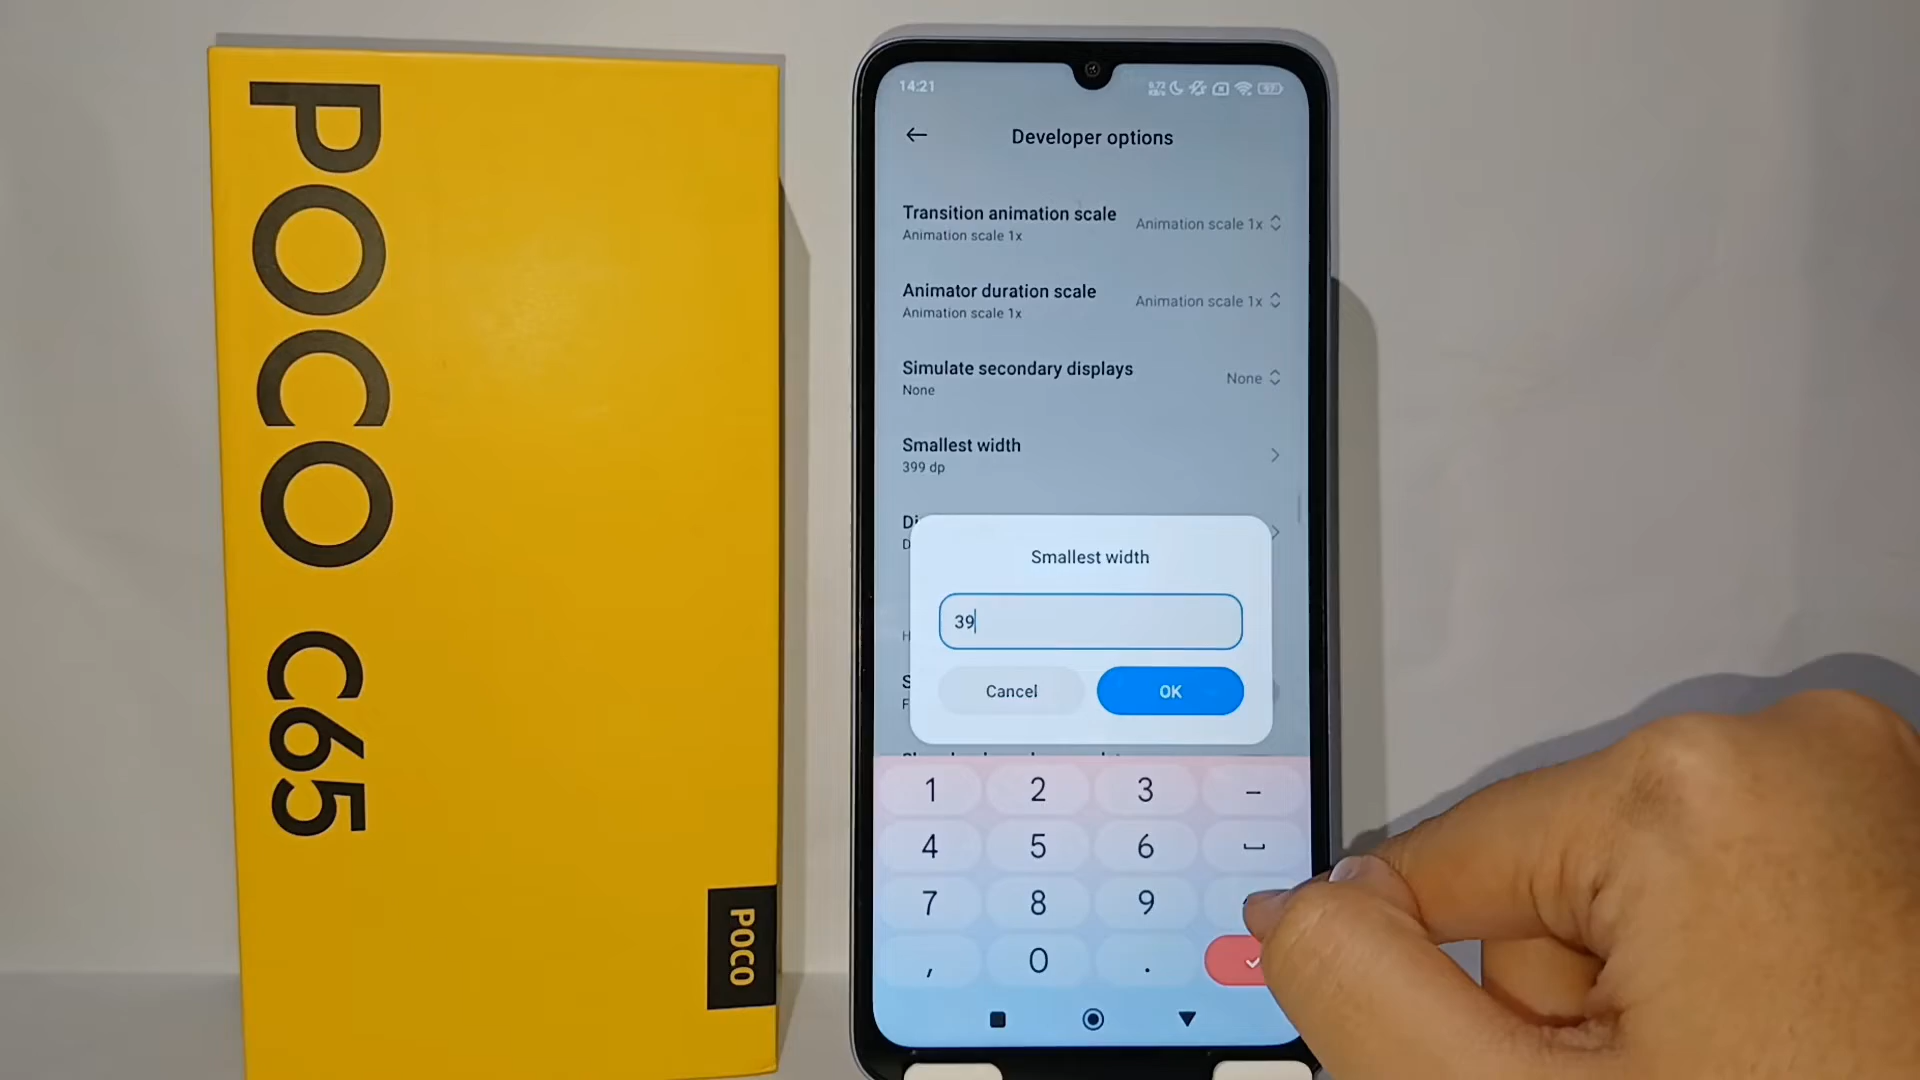 POCO C65
POCO
14:21
Developer options
Transition animation scale
Animation scale 1x
Animation scale 1x
Animator duration scale
Animation scale 1x
Animation scale 1x
Simulate secondary displays
None
None
Smallest width
399 dp
Di
D
Smallest width
39
Cancel
OK
H
S
F
1 2 3 –
4 5 6
7 8 9
, 0 .